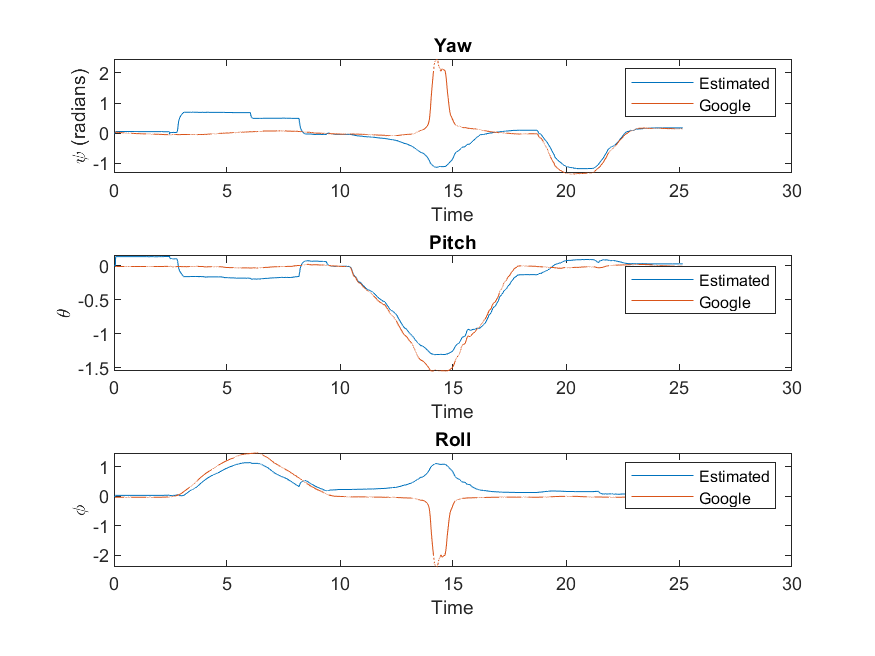 Yaw
ψ (radians)
2
1
0
-1
Estimated
Google
0 5 10 15 20 25 30
Time
Pitch
θ
0
-0.5
-1
-1.5
Estimated
Google
0 5 10 15 20 25 30
Time
Roll
ϕ
1
0
-1
-2
Estimated
Google
0 5 10 15 20 25 30
Time